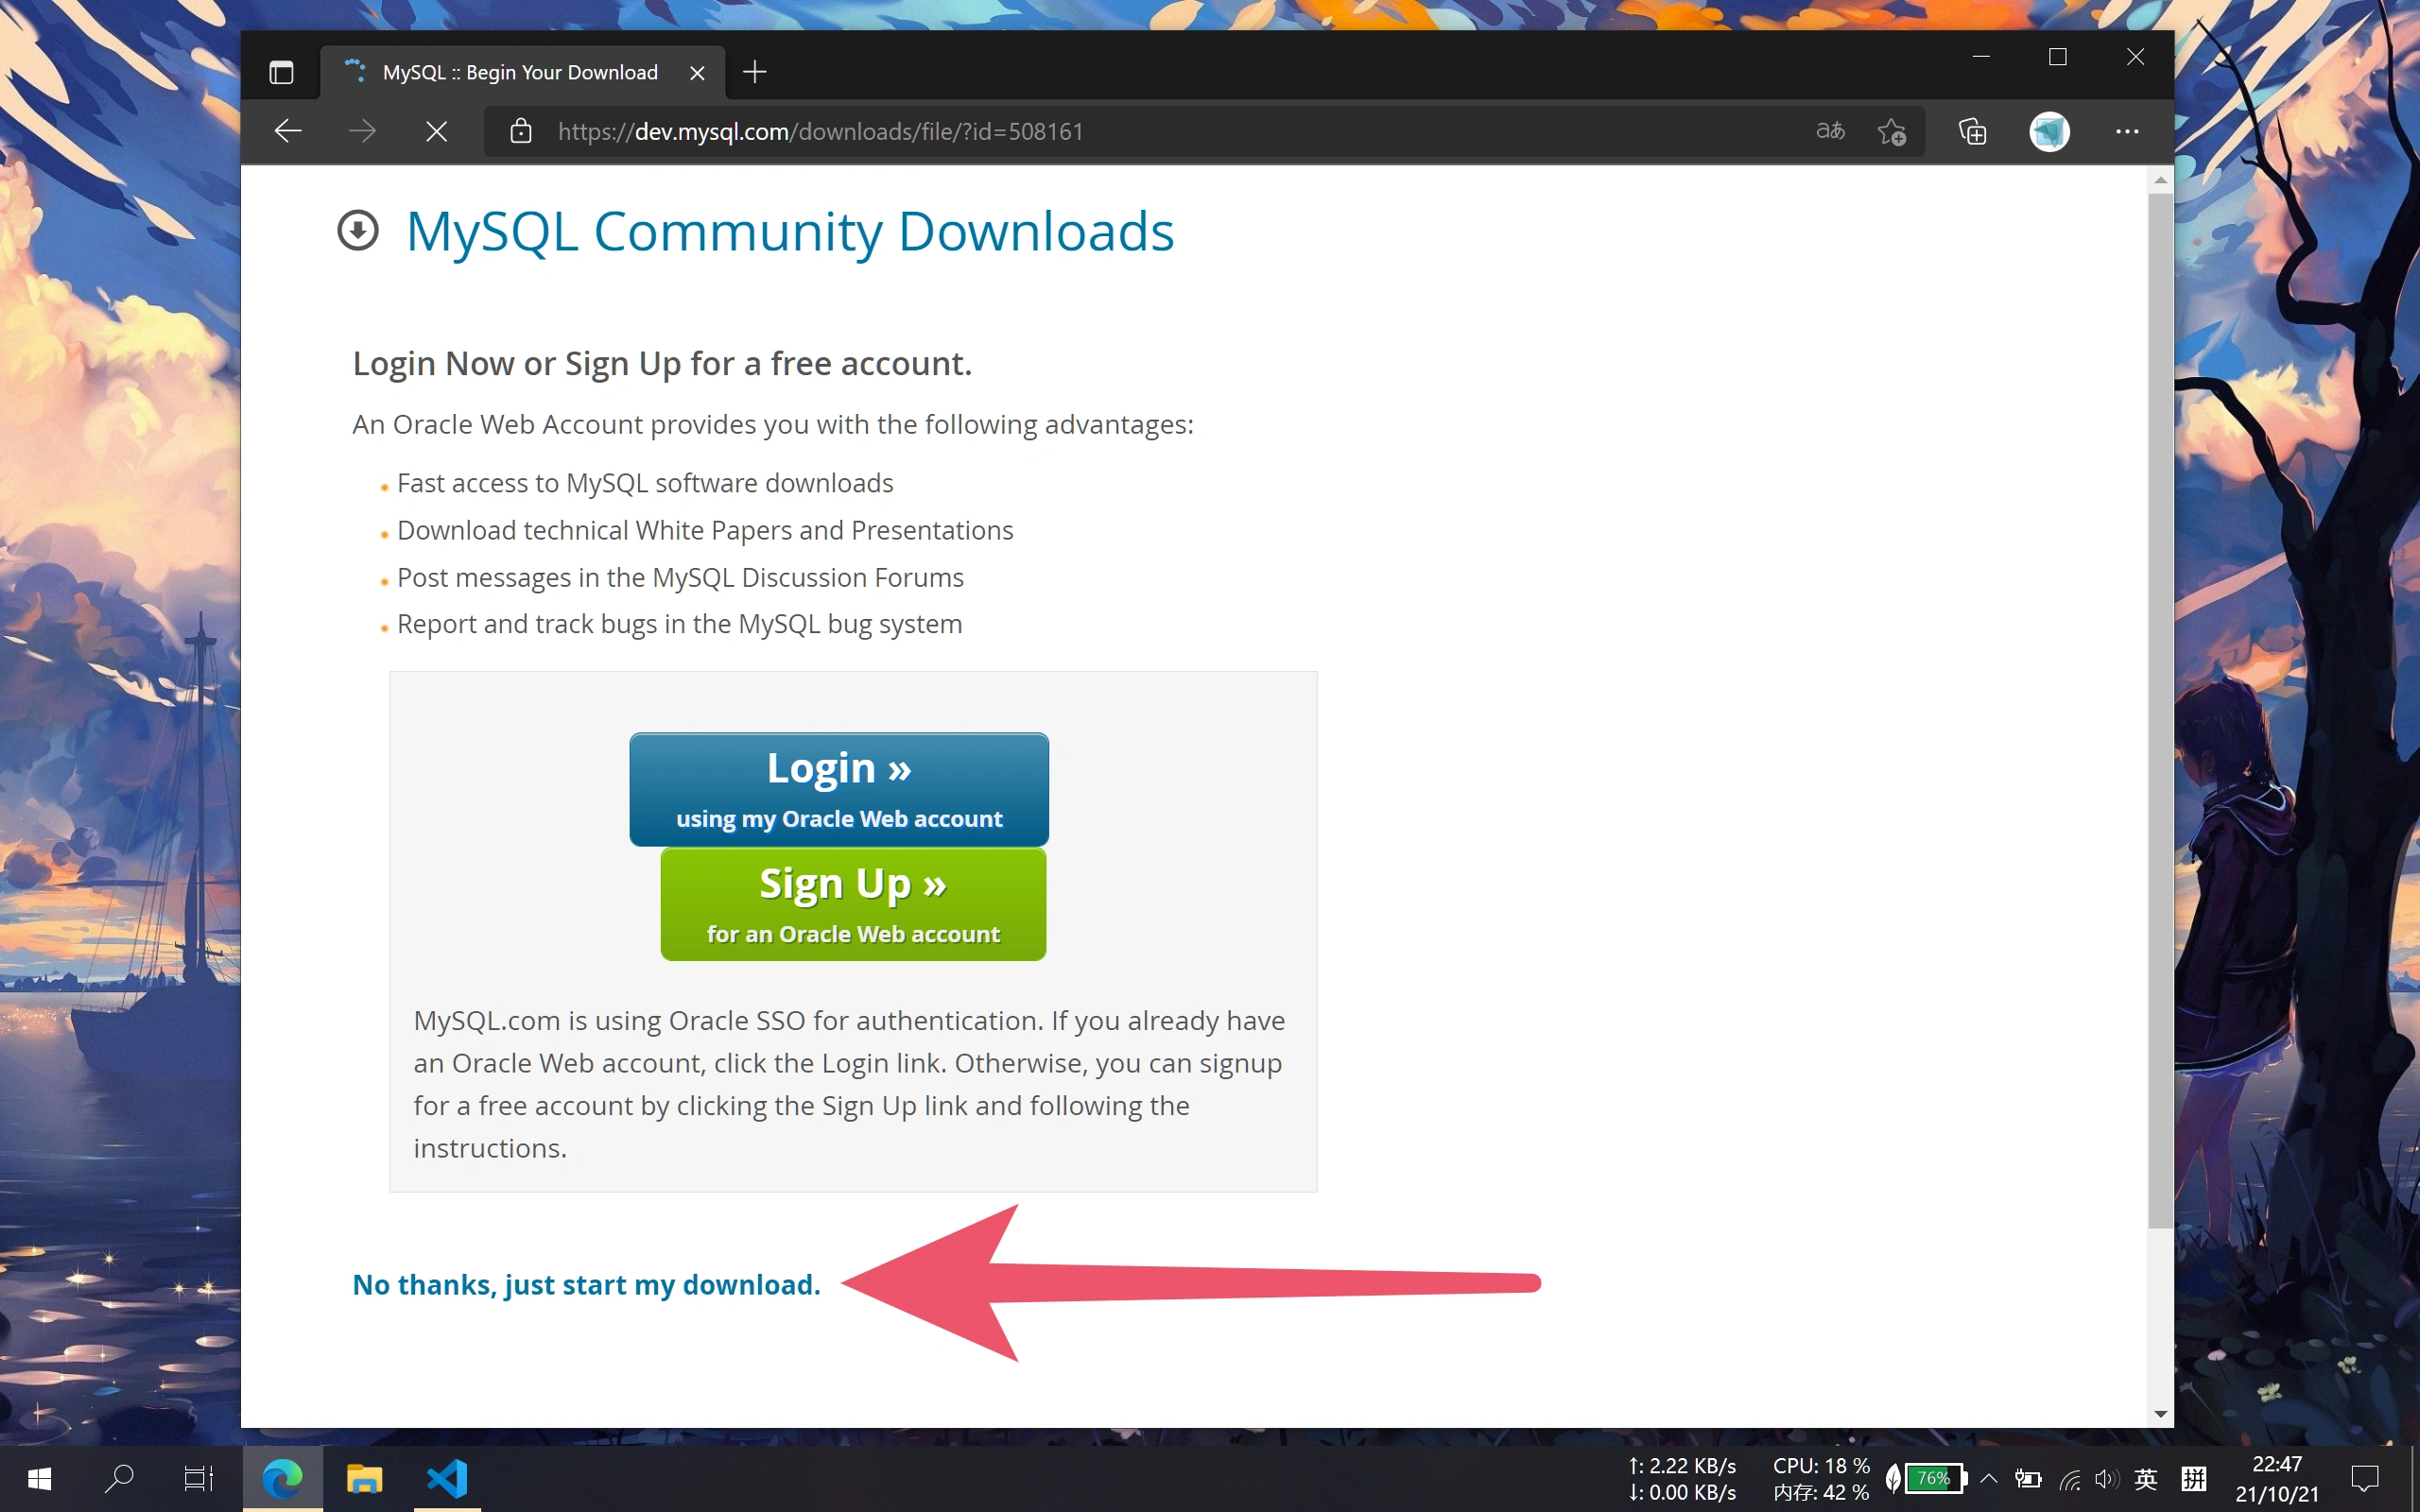 MySQL :: Begin Your Download
https://dev.mysql.com/downloads/file/?id=508161
aあ
MySQL Community Downloads
Login Now or Sign Up for a free account.
An Oracle Web Account provides you with the following advantages:
Fast access to MySQL software downloads
Download technical White Papers and Presentations
Post messages in the MySQL Discussion Forums
Report and track bugs in the MySQL bug system
Login »
using my Oracle Web account
Sign Up »
for an Oracle Web account
MySQL.com is using Oracle SSO for authentication. If you already have
an Oracle Web account, click the Login link. Otherwise, you can signup
for a free account by clicking the Sign Up link and following the
instructions.
No thanks, just start my download.
↑: 2.22 KB/s CPU: 18 %
↓: 0.00 KB/s 内存: 42 %
76%
英
拼
22:47
21/10/21